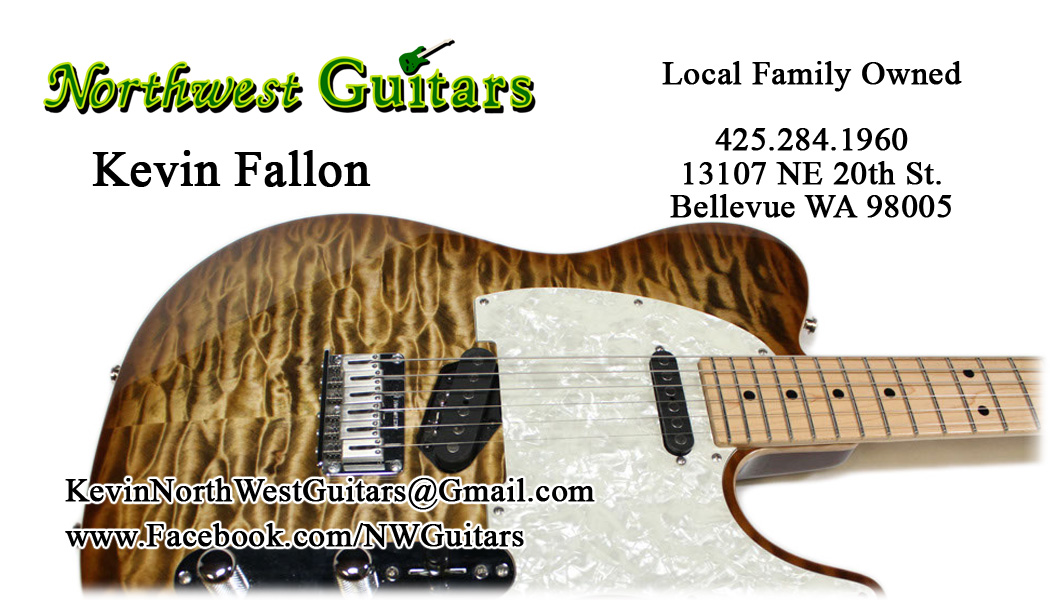 Northwest Guitars
Kevin Fallon
Local Family Owned
425.284.1960
13107 NE 20th St.
Bellevue WA 98005
KevinNorthWestGuitars@Gmail.com
www.Facebook.com/NWGuitars